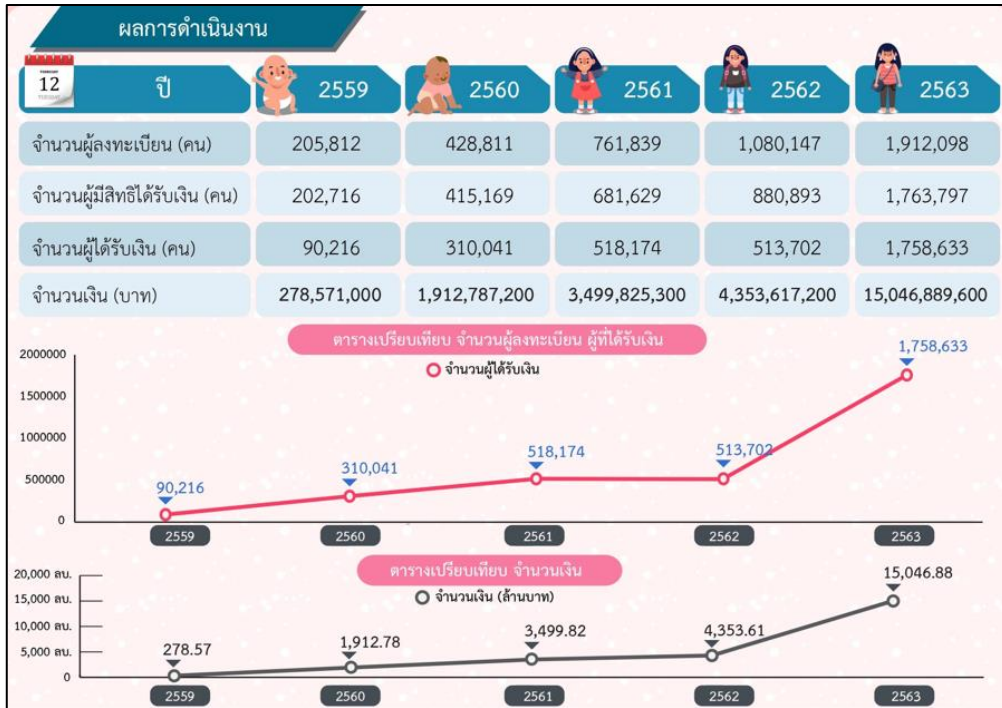 ผลการดำเนินงาน
FEBRUARY
12
TUESDAY
ปี 2559 2560 2561 2562 2563
จำนวนผู้ลงทะเบียน (คน) 205,812 428,811 761,839 1,080,147 1,912,098
จำนวนผู้มีสิทธิได้รับเงิน (คน) 202,716 415,169 681,629 880,893 1,763,797
จำนวนผู้ได้รับเงิน (คน) 90,216 310,041 518,174 513,702 1,758,633
จำนวนเงิน (บาท) 278,571,000 1,912,787,200 3,499,825,300 4,353,617,200 15,046,889,600
ตารางเปรียบเทียบ จำนวนผู้ลงทะเบียน ผู้ที่ได้รับเงิน
จำนวนผู้ได้รับเงิน
2000000
1500000
1000000
500000
0
90,216 310,041 518,174 513,702 1,758,633
2559 2560 2561 2562 2563
ตารางเปรียบเทียบ จำนวนเงิน
จำนวนเงิน (ล้านบาท)
20,000 ลบ.
15,000 ลบ.
10,000 ลบ.
5,000 ลบ.
0
278.57 1,912.78 3,499.82 4,353.61 15,046.88
2559 2560 2561 2562 2563